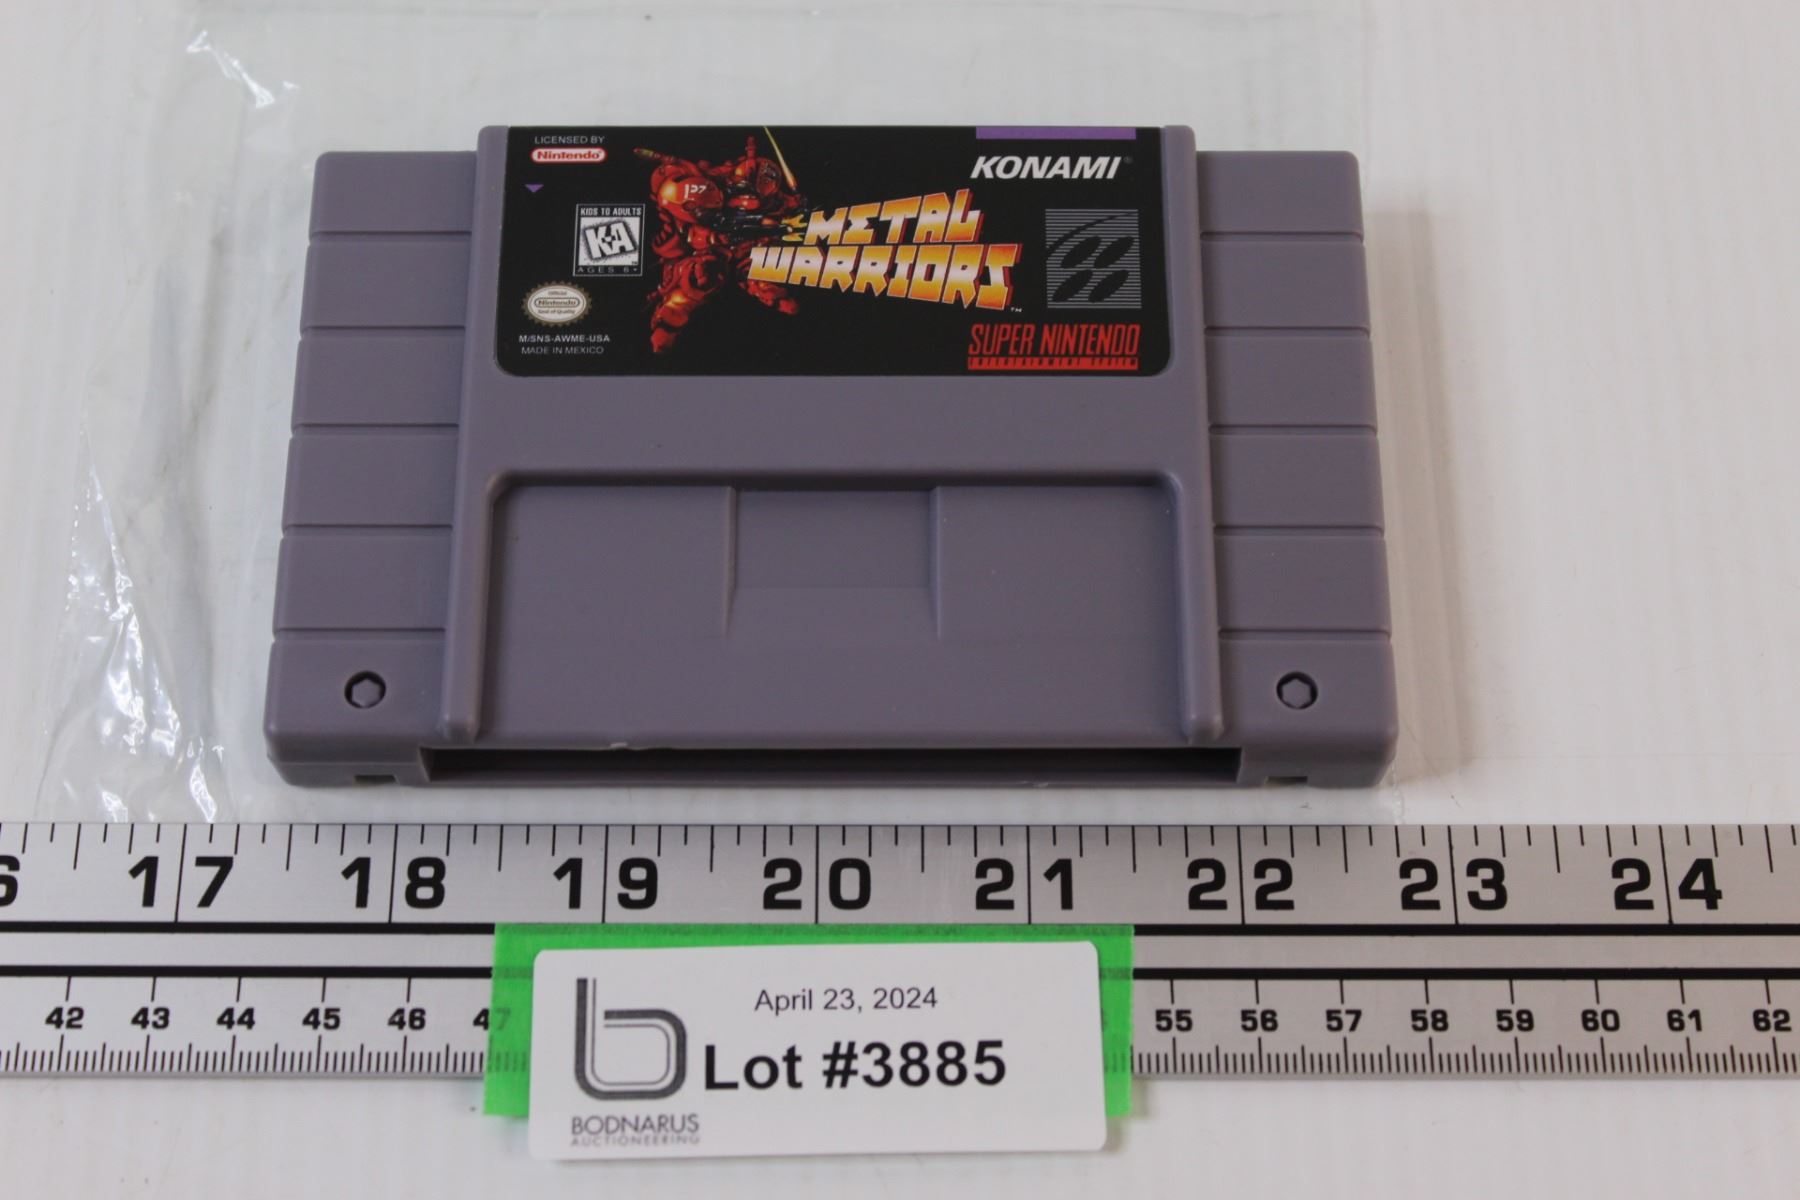 LICENSED BY
Nintendo®
KONAMI®
KIDS TO ADULTS
K-A
AGES 6+
METAL
WARRIORS™
Nintendo
Seal of Quality
SUPER NINTENDO
ENTERTAINMENT SYSTEM
M/SNS-AWME-USA
MADE IN MEXICO
6 17 18 19 20 21 22 23 24
42 43 44 45 46 47 55 56 57 58 59 60 61 62
April 23, 2024
Lot #3885
BODNARUS
AUCTIONEERING